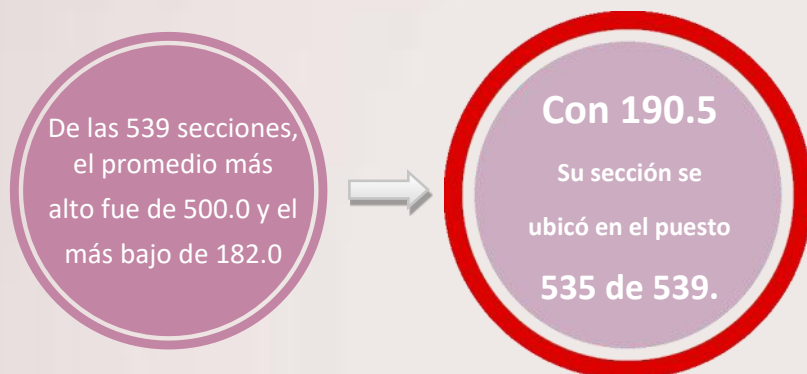 De las 539 secciones,
el promedio más
alto fue de 500.0 y el
más bajo de 182.0
Con 190.5
Su sección se
ubicó en el puesto
535 de 539.